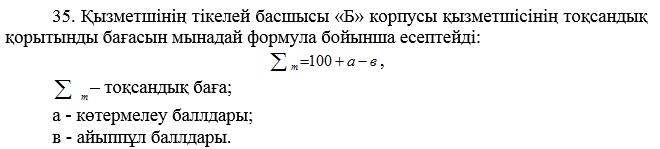 35. Қызметшінің тікелей басшысы «Б» корпусы қызметшісінің тоқсандық
қорытынды бағасын мынадай формула бойынша есептейді:
∑ т=100 + а − в ,
∑ т – тоқсандық баға;
а - көтермелеу баллдары;
в - айыппұл баллдары.